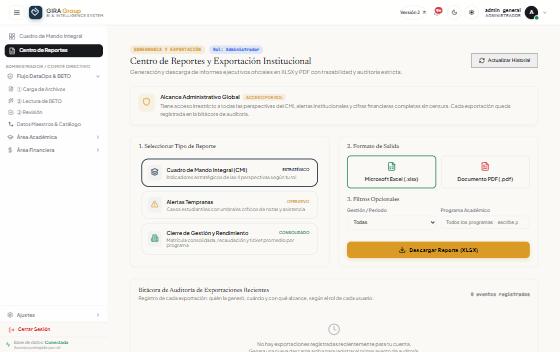 GIRA Group
BI & INTELLIGENCE SYSTEM
Versión 2
admin_general
ADMINISTRADOR
A
Cuadro de Mando Integral
Centro de Reportes
ADMINISTRADOR / COMITÉ DIRECTIVO
Flujo DataOps & BETO
① Carga de Archivos
② Lectura de BETO
③ Revisión
Datos Maestros & Catálogo
Área Académica
Área Financiera
Ajustes
Cerrar Sesión
Base de datos: Conectada
GOBERNANZA Y EXPORTACIÓN
Rol: Administrador
Centro de Reportes y Exportación Institucional
Generación y descarga de informes ejecutivos oficiales en XLSX y PDF con trazabilidad y auditoría estricta.
Actualizar Historial
Alcance Administrativo Global
Tiene acceso irrestricto a todas las perspectivas del CMI, alertas institucionales y cifras financieras completas sin censura. Cada exportación queda
registrada en la bitácora de auditoría.
1. Seleccionar Tipo de Reporte
Cuadro de Mando Integral (CMI)
ESTRATÉGICO
Indicadores estratégicos de las 4 perspectivas según tu rol
Alertas Tempranas
OPERATIVO
Casos estudiantiles con umbrales críticos de notas y asistencia
Cierre de Gestión y Rendimiento
CONSOLIDADO
Matrícula consolidada, recaudación y ticket promedio por
programa
2. Formato de Salida
Microsoft Excel (.xlsx)
Documento PDF (.pdf)
3. Filtros Opcionales
Gestión / Periodo
Programa Académico
Todas
Todos los programas
Descargar Reporte (XLSX)
Bitácora de Auditoría de Exportaciones Recientes
Registro de cada exportación: quién la generó, cuándo y con qué alcance, según el rol de cada usuario.
0 eventos registrados
No hay exportaciones registradas recientemente para tu cuenta.